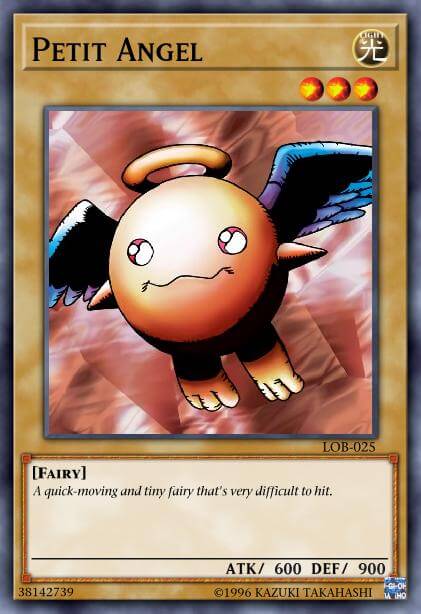 PETIT ANGEL
LIGHT
光
LOB-025
[FAIRY]
A quick-moving and tiny fairy that's very difficult to hit.
ATK/ 600 DEF/ 900
38142739
©1996 KAZUKI TAKAHASHI